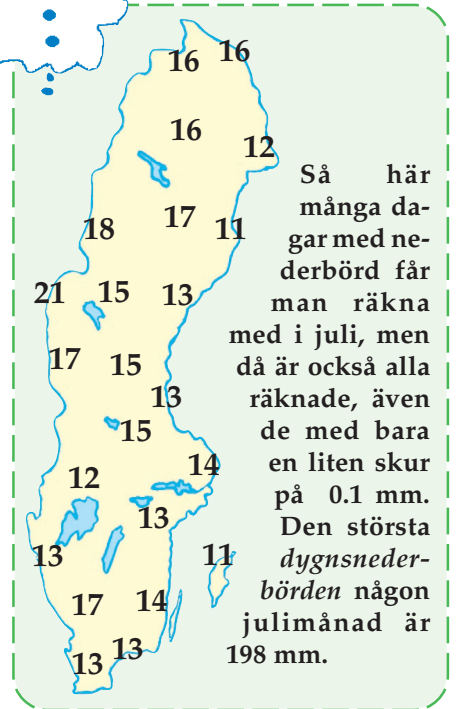 16 16
16
12
18 17 11
21 15 13
17 15
13
15
12 14
13
13 11
17 14
13 13
Så här
många da-
gar med ne-
derbörd får
man räkna
med i juli, men
då är också alla
räknade, även
de med bara
en liten skur
på 0.1 mm.
Den största
dygnsneder-
börden någon
julimånad är
198 mm.